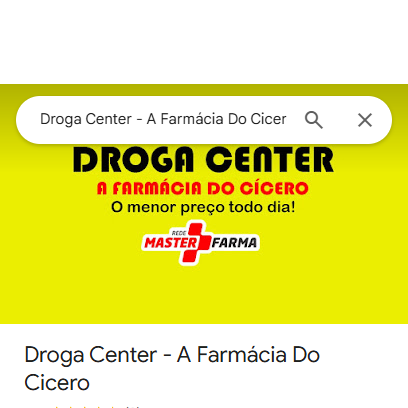 Droga Center - A Farmácia Do Cicer
DROGA CENTER
A FARMÁCIA DO CÍCERO
O menor preço todo dia!
REDE
MASTER FARMA
Droga Center - A Farmácia Do
Cicero